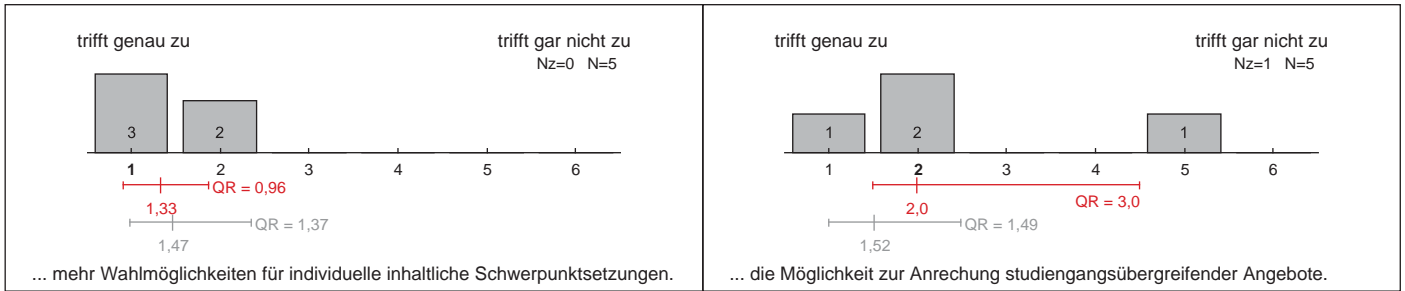 trifft genau zu
trifft gar nicht zu
Nz=0 N=5
3
2
1 2 3 4 5 6
QR = 0,96
1,33
QR = 1,37
1,47
... mehr Wahlmöglichkeiten für individuelle inhaltliche Schwerpunktsetzungen.
trifft genau zu
trifft gar nicht zu
Nz=1 N=5
1
2
1
1 2 3 4 5 6
QR = 3,0
2,0
QR = 1,49
1,52
... die Möglichkeit zur Anrechung studiengangsübergreifender Angebote.